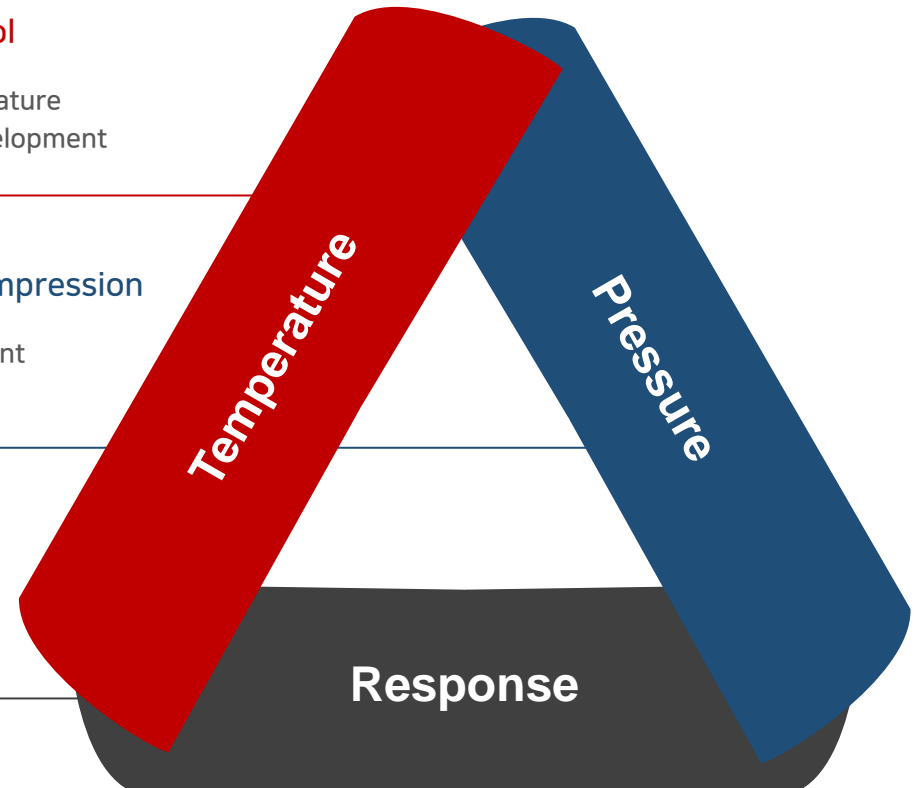 ol
ature
elopment
mpression
nt
Temperature
Pressure
Response